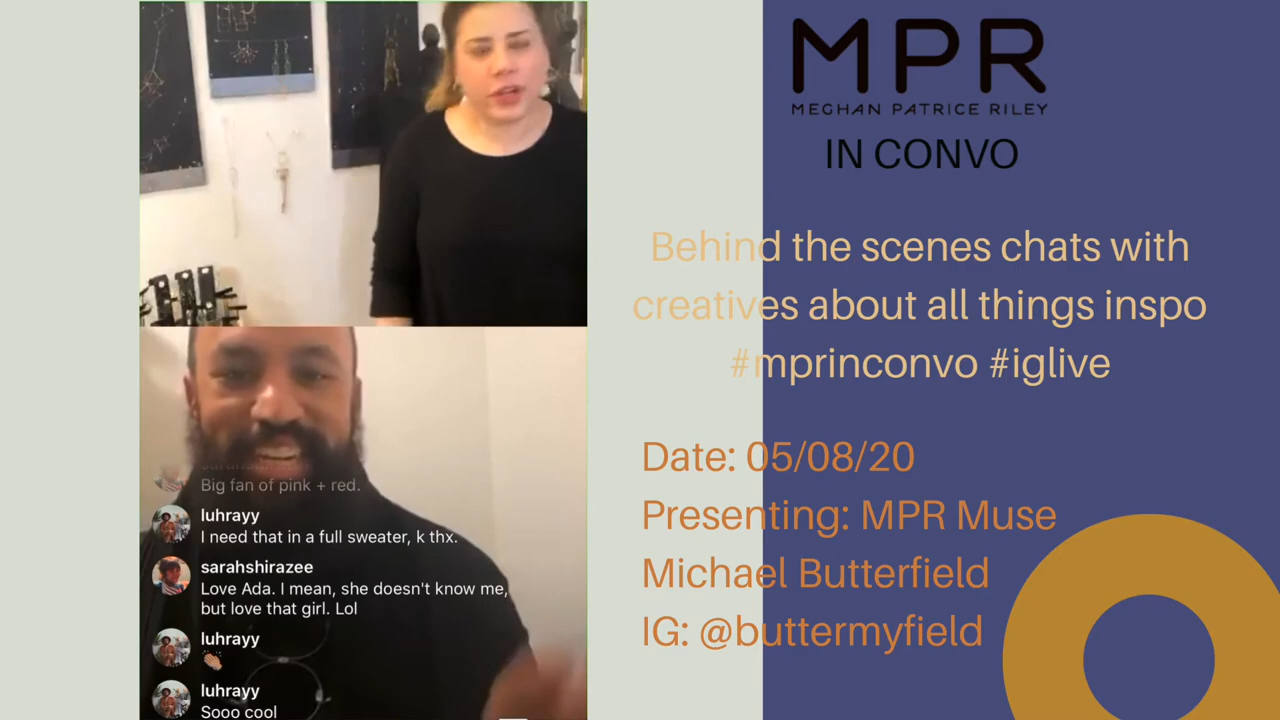 MPR
MEGHAN PATRICE RILEY
IN CONVO
Behind the scenes chats with
creatives about all things inspo
#mprinconvo #iglive
Date: 05/08/20
Presenting: MPR Muse
Michael Butterfield
IG: @buttermyfield
Big fan of pink + red.
luhrayy
I need that in a full sweater, k thx.
sarahshirazee
Love Ada. I mean, she doesn't know me,
but love that girl. Lol
luhrayy
👏🏼
luhrayy
Sooo cool